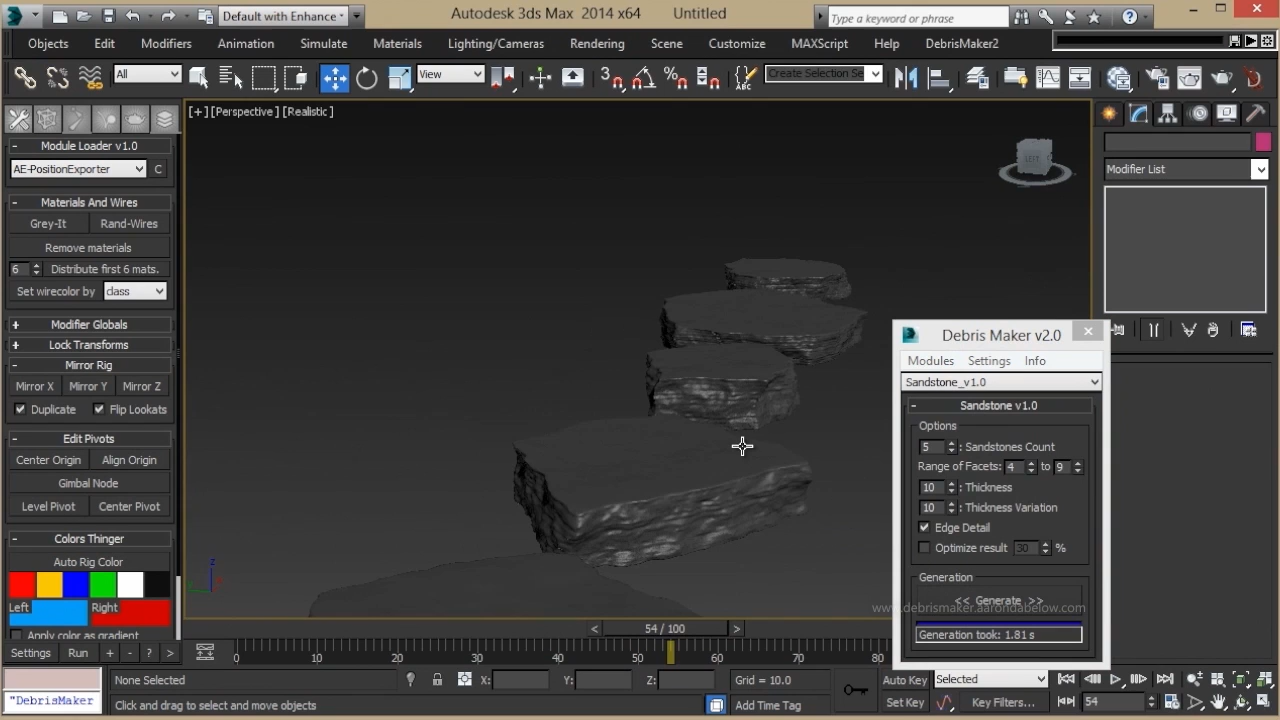 Default with Enhance
Autodesk 3ds Max 2014 x64 Untitled
Type a keyword or phrase
Objects Edit Modifiers Animation Simulate Materials Lighting/Cameras Rendering Scene Customize MAXScript Help DebrisMaker2
All View Create Selection Se
[+] [Perspective] [Realistic]
Module Loader v1.0
AE-PositionExporter C
Modifier List
Materials And Wires
Grey-It Rand-Wires
Remove materials
6 Distribute first 6 mats.
Set wirecolor by class
Modifier Globals
Lock Transforms
Mirror Rig
Mirror X Mirror Y Mirror Z
Duplicate Flip Lookats
Edit Pivots
Center Origin Align Origin
Gimbal Node
Level Pivot Center Pivot
Colors Thinger
Auto Rig Color
Left Right
Apply color as gradient
Settings Run + - ? >
LEFT
Debris Maker v2.0
Modules Settings Info
Sandstone_v1.0
Sandstone v1.0
Options
5 : Sandstones Count
Range of Facets: 4 to 9
10 : Thickness
10 : Thickness Variation
Edge Detail
Optimize result 30 %
Generation
<< Generate >>
www.debrismaker.aarondabelow.com
Generation took: 1.81 s
< 54 / 100 >
0 10 20 30 40 50 60 70 80
None Selected X: Y: Z: Grid = 10.0 Auto Key Selected
"DebrisMaker Click and drag to select and move objects Add Time Tag Set Key Key Filters... 54